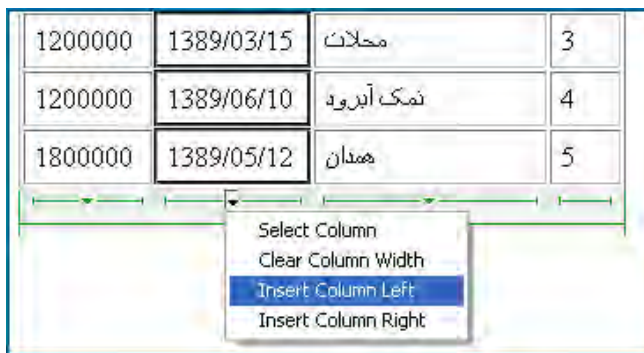 3 محلات 1389/03/15 1200000
4 نمک آبرود 1389/06/10 1200000
5 همدان 1389/05/12 1800000
Select Column
Clear Column Width
Insert Column Left
Insert Column Right